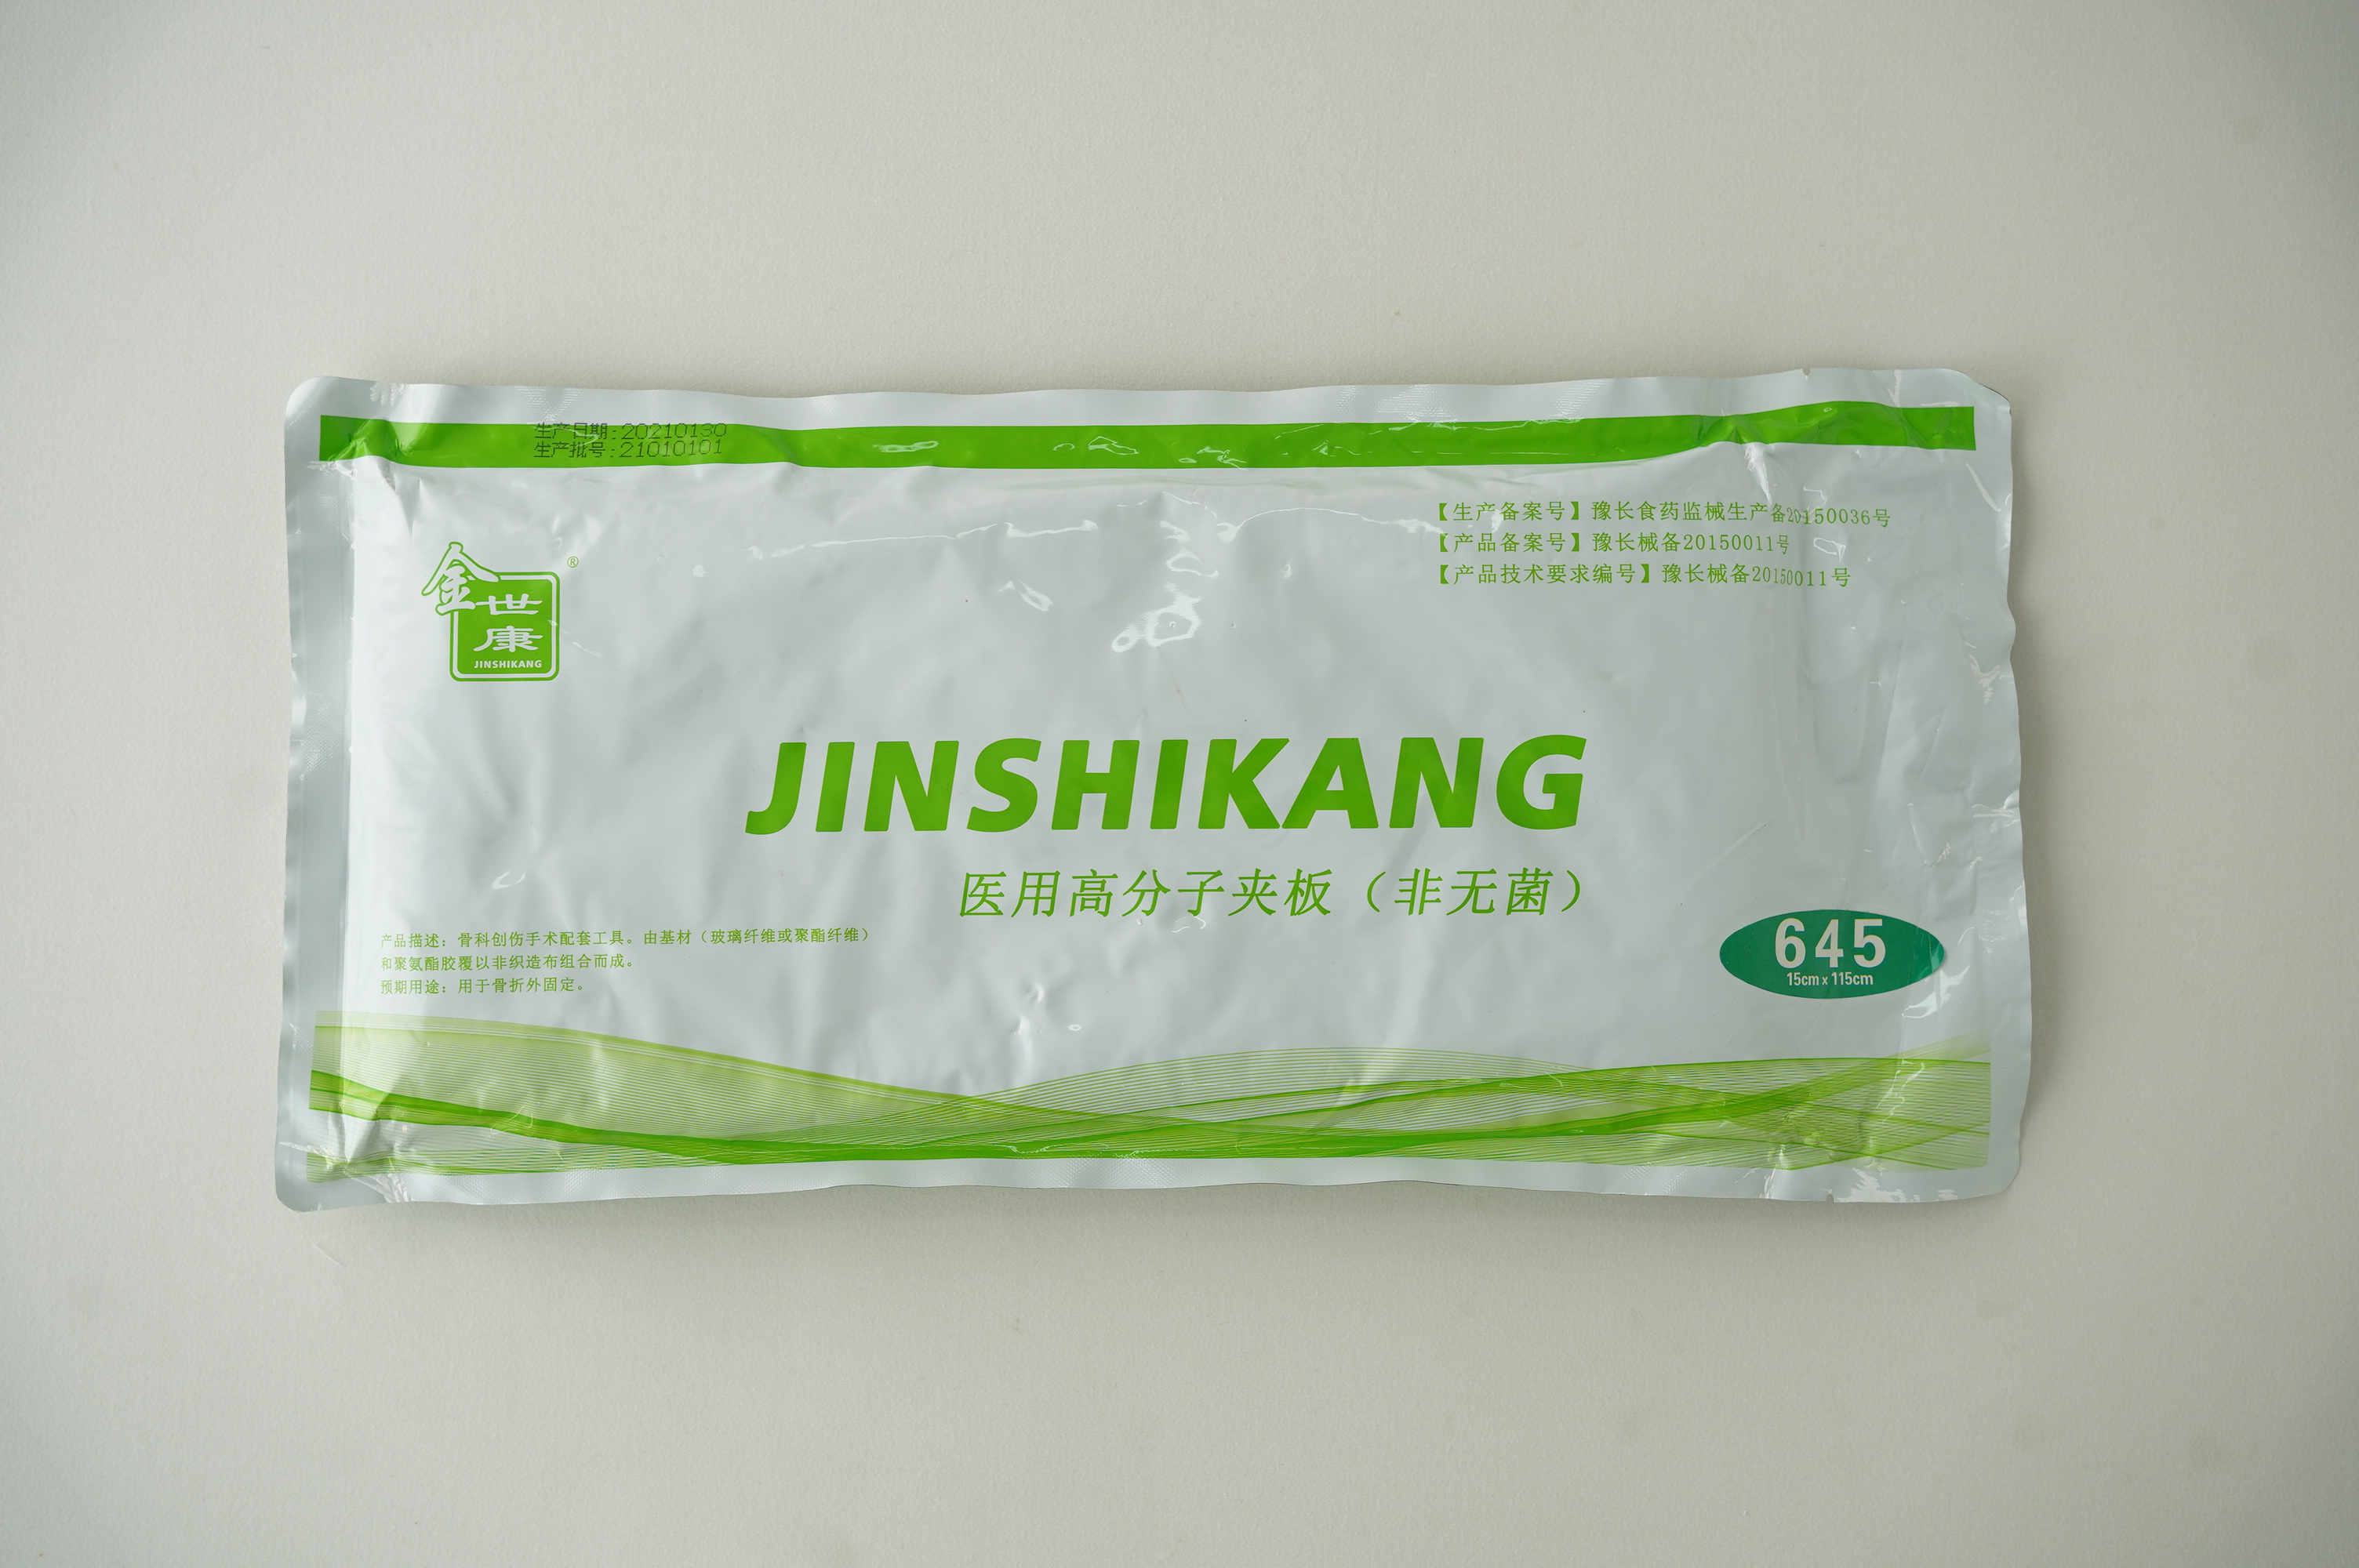 生产日期:20210130
生产批号:21010101
【生产备案号】豫长食药监械生产备20150036号
【产品备案号】豫长械备20150011号
【产品技术要求编号】豫长械备20150011号
金世康®
JINSHIKANG
JINSHIKANG
医用高分子夹板（非无菌）
产品描述：骨科创伤手术配套工具。由基材（玻璃纤维或聚酯纤维）
和聚氨酯胶覆以非织造布组合而成。
预期用途：用于骨折外固定。
645
15cm x 115cm